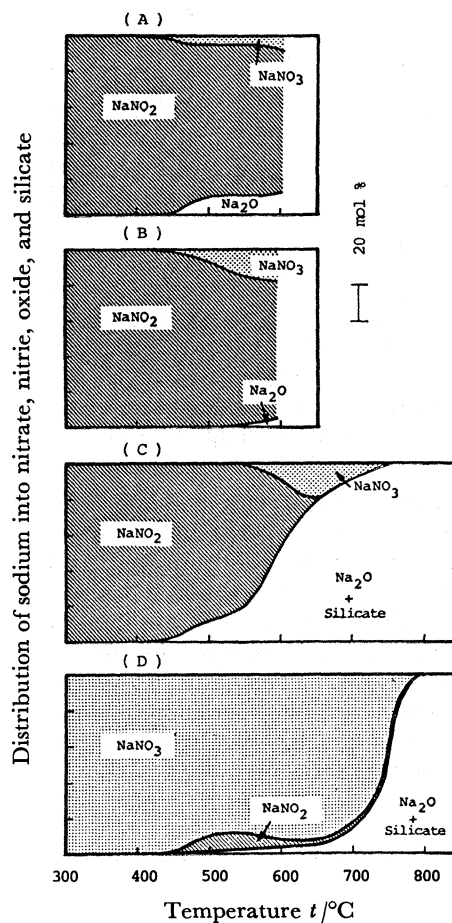 ( A )
NaNO3
NaNO2
Na2O
( B )
NaNO3
NaNO2
Na2O
20 mol %
( C )
NaNO3
NaNO2
Na2O
+
Silicate
( D )
NaNO3
NaNO2
Na2O
+
Silicate
300 400 500 600 700 800
Temperature t/°C
Distribution of sodium into nitrate, nitrie, oxide, and silicate